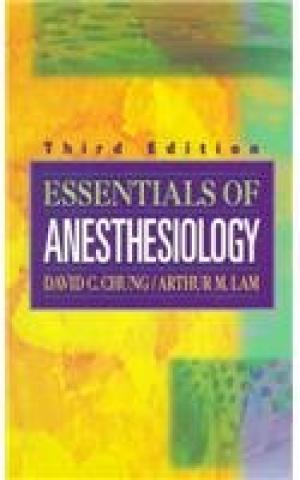 Third Edition
ESSENTIALS OF
ANESTHESIOLOGY
DAVID C. CHUNG/ARTHUR M. LAM